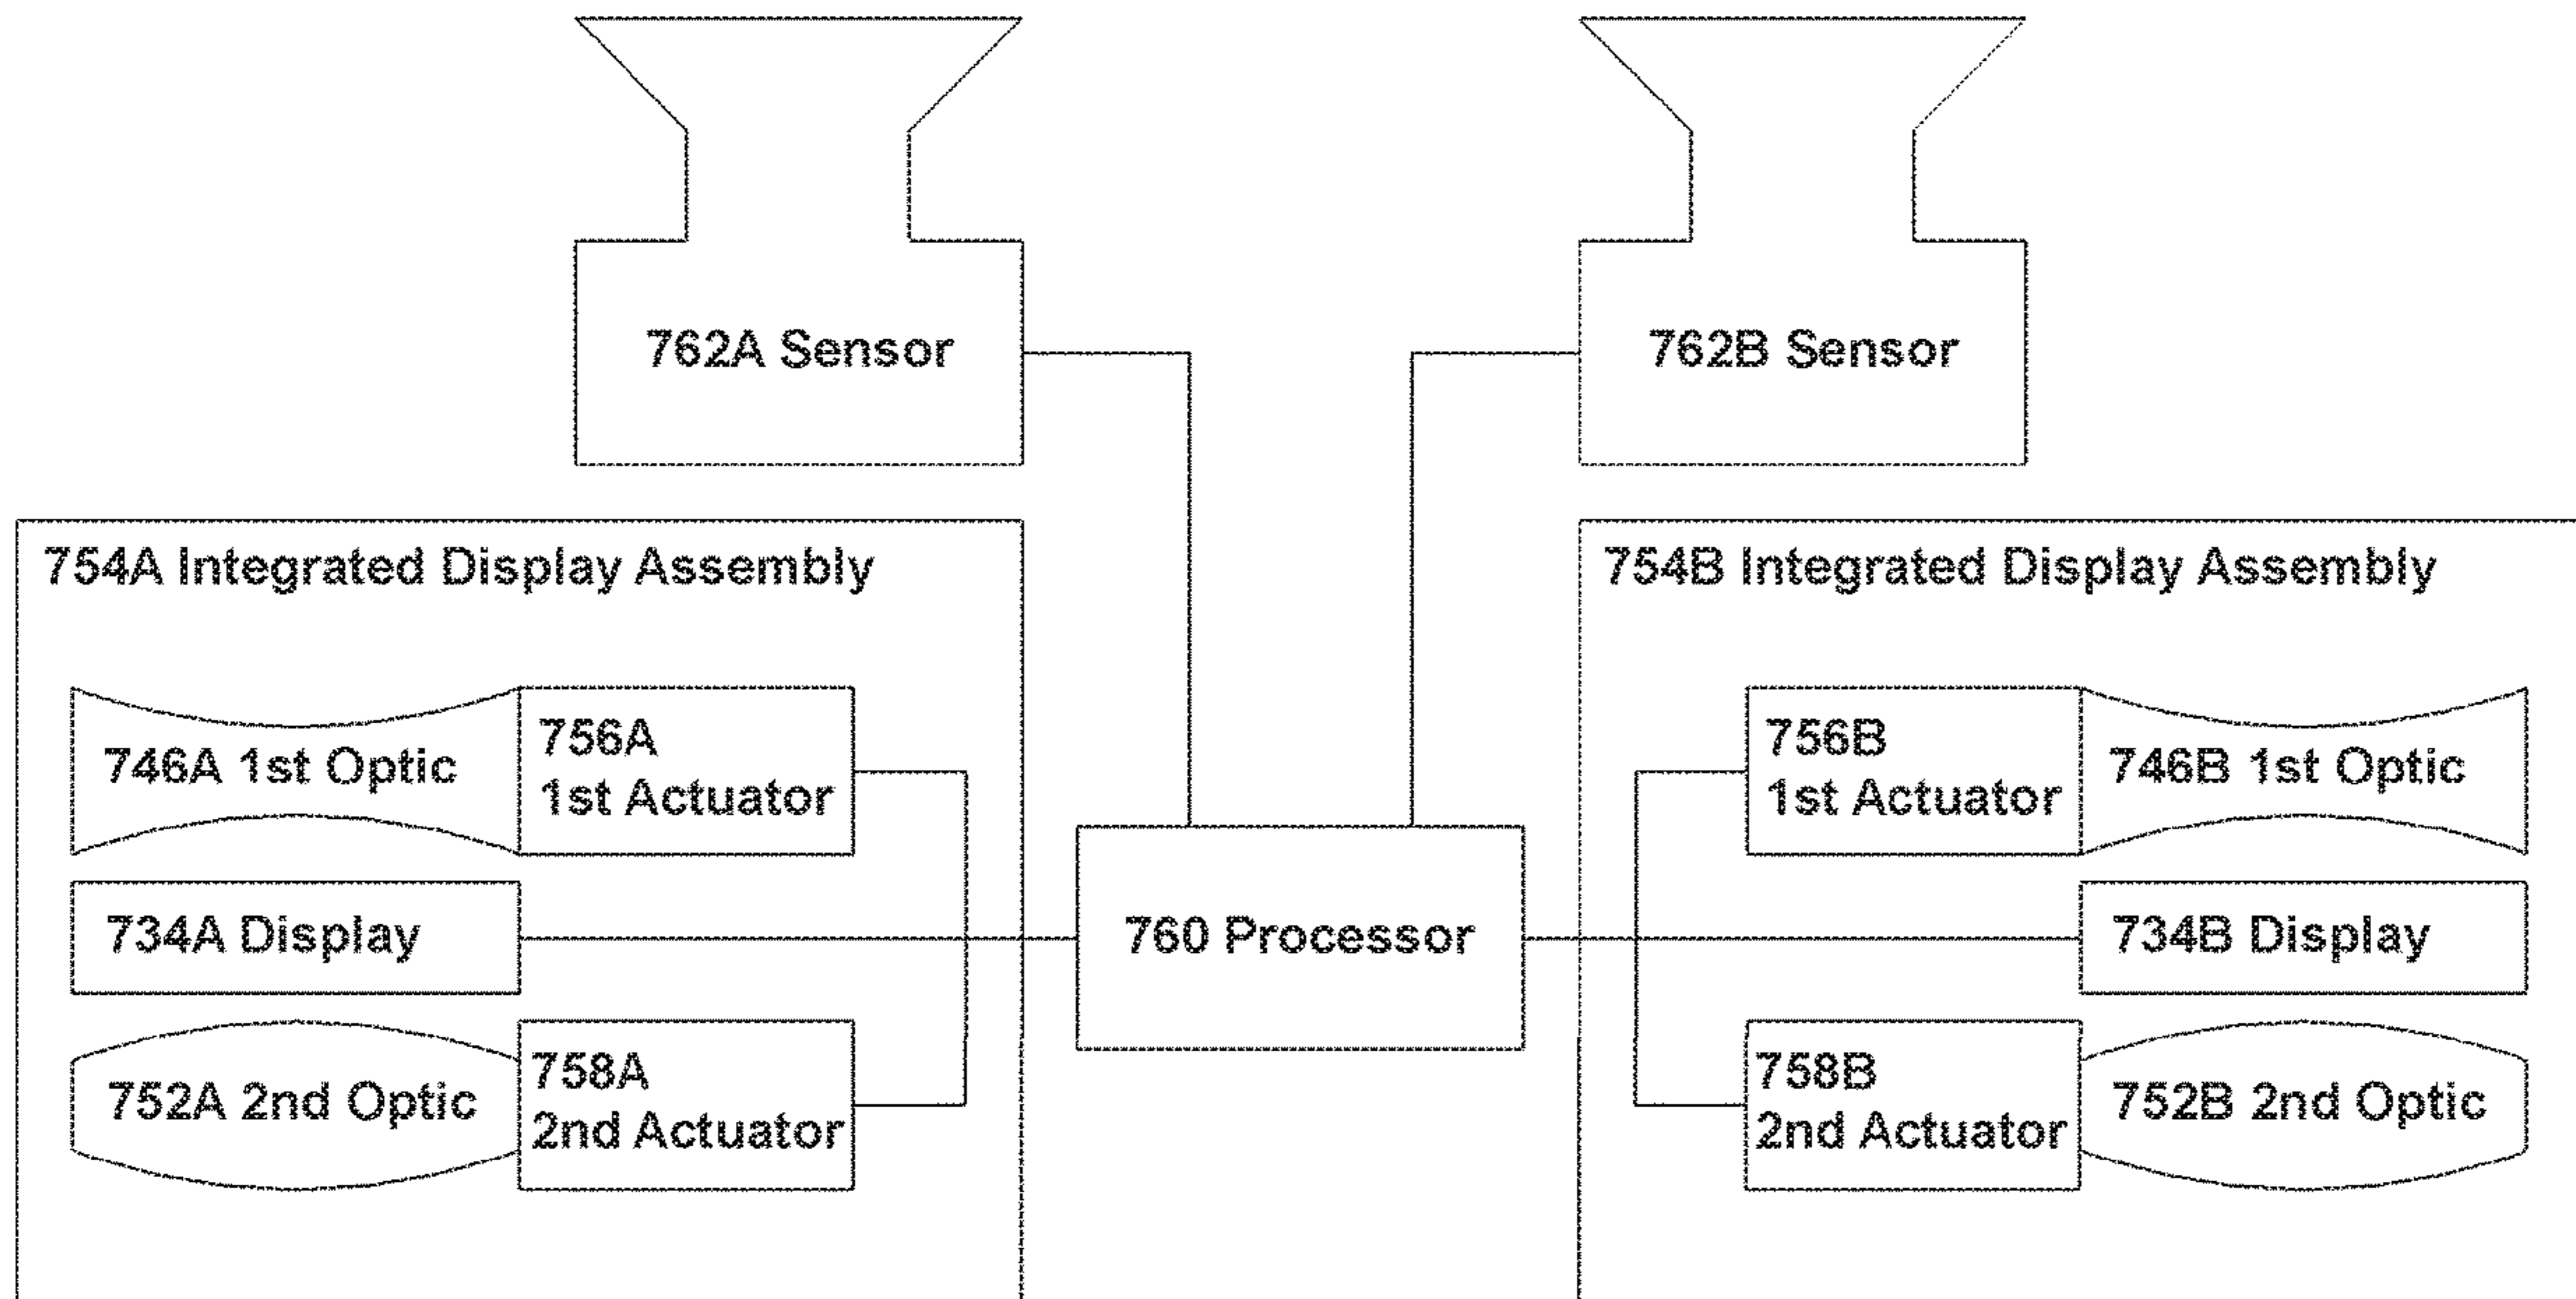 762A Sensor
762B Sensor
754A Integrated Display Assembly
754B Integrated Display Assembly
746A 1st Optic
756A
1st Actuator
756B
1st Actuator
746B 1st Optic
734A Display
760 Processor
734B Display
752A 2nd Optic
758A
2nd Actuator
758B
2nd Actuator
752B 2nd Optic